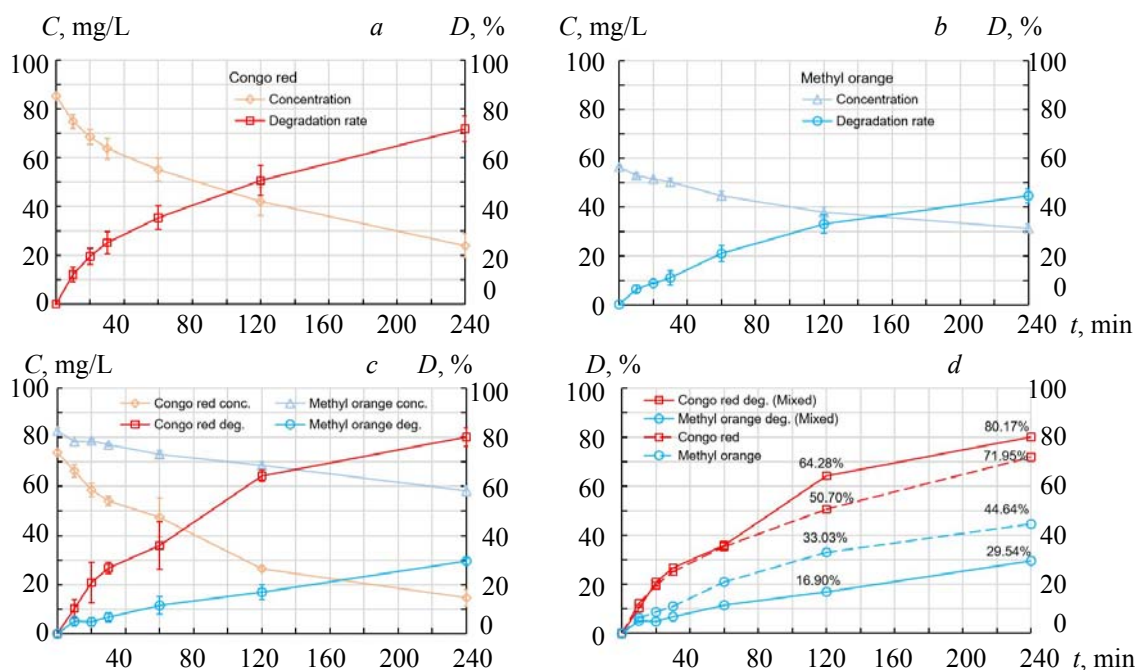 C, mg/L a D, %
100 100
Congo red
Concentration
Degradation rate
80 80
60 60
40 40
20 20
0 0
40 80 120 160 200 240
C, mg/L b D, %
100 100
Methyl orange
Concentration
Degradation rate
80 80
60 60
40 40
20 20
0 0
40 80 120 160 200 240 t, min
C, mg/L c D, %
100 100
Congo red conc. Methyl orange conc.
Congo red deg. Methyl orange deg.
80 80
60 60
40 40
20 20
0 0
40 80 120 160 200 240
D, % d
100 100
Congo red deg. (Mixed)
Methyl orange deg. (Mixed)
Congo red
Methyl orange
80.17%
80 80
64.28% 71.95%
60 60
50.70%
44.64%
40 40
33.03%
29.54%
20 20
16.90%
0 0
40 80 120 160 200 240 t, min